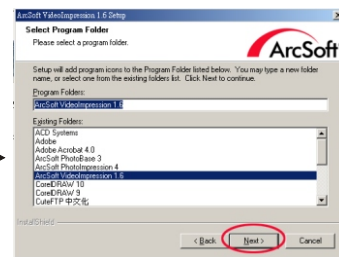 ArcSoft VideoImpression 1.6 Setup
Select Program Folder
Please select a program folder.
ArcSoft
Setup will add program icons to the Program Folder listed below. You may type a new folder
name, or select one from the existing folders list. Click Next to continue.
Program Folders:
ArcSoft VideoImpression 1.6
Existing Folders:
ACD Systems
Adobe
Adobe Acrobat 4.0
ArcSoft PhotoBase 3
ArcSoft PhotoImpression 4
ArcSoft VideoImpression 1.6
CorelDRAW 10
CorelDRAW 9
CuteFTP 中文化
InstallShield
< Back
Next >
Cancel